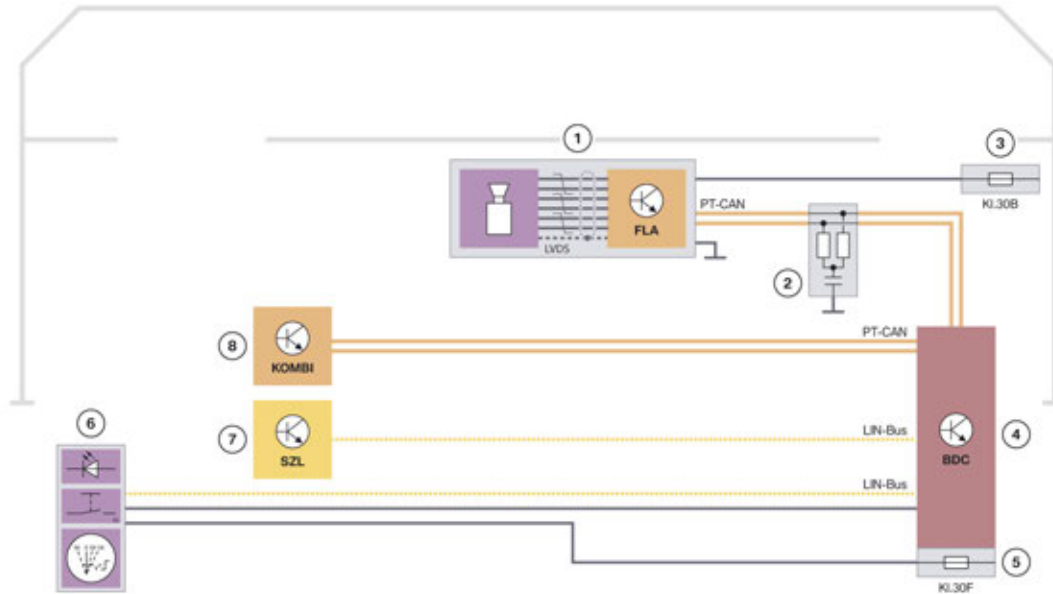 1
3
Kl.30B
PT-CAN
FLA
LVDS
2
8
KOMBI
PT-CAN
7
SZL
LIN-Bus
4
BDC
6
LIN-Bus
5
Kl.30F